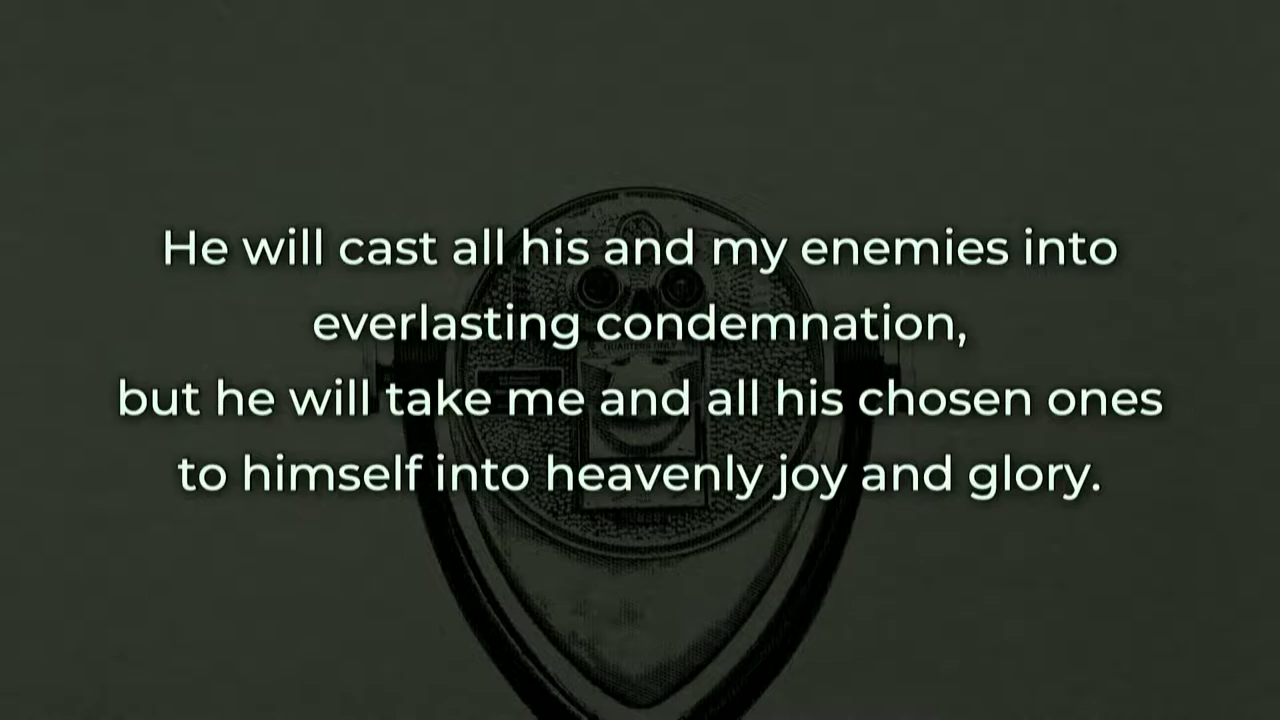 He will cast all his and my enemies into
everlasting condemnation,
but he will take me and all his chosen ones
to himself into heavenly joy and glory.